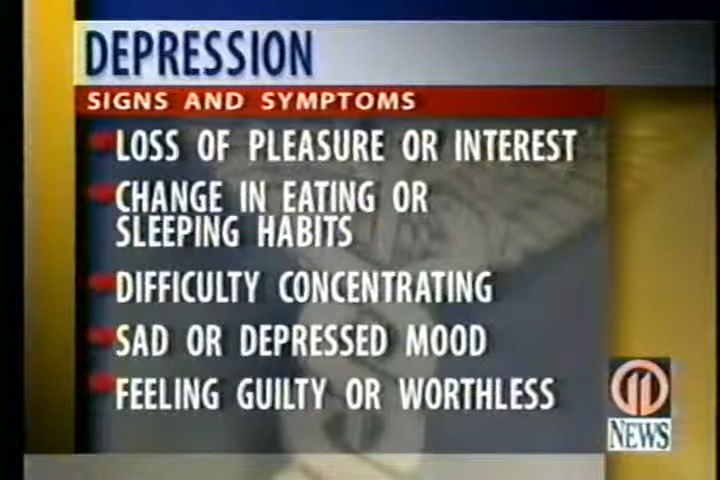 DEPRESSION
SIGNS AND SYMPTOMS
LOSS OF PLEASURE OR INTEREST
CHANGE IN EATING OR
SLEEPING HABITS
DIFFICULTY CONCENTRATING
SAD OR DEPRESSED MOOD
FEELING GUILTY OR WORTHLESS
11
NEWS